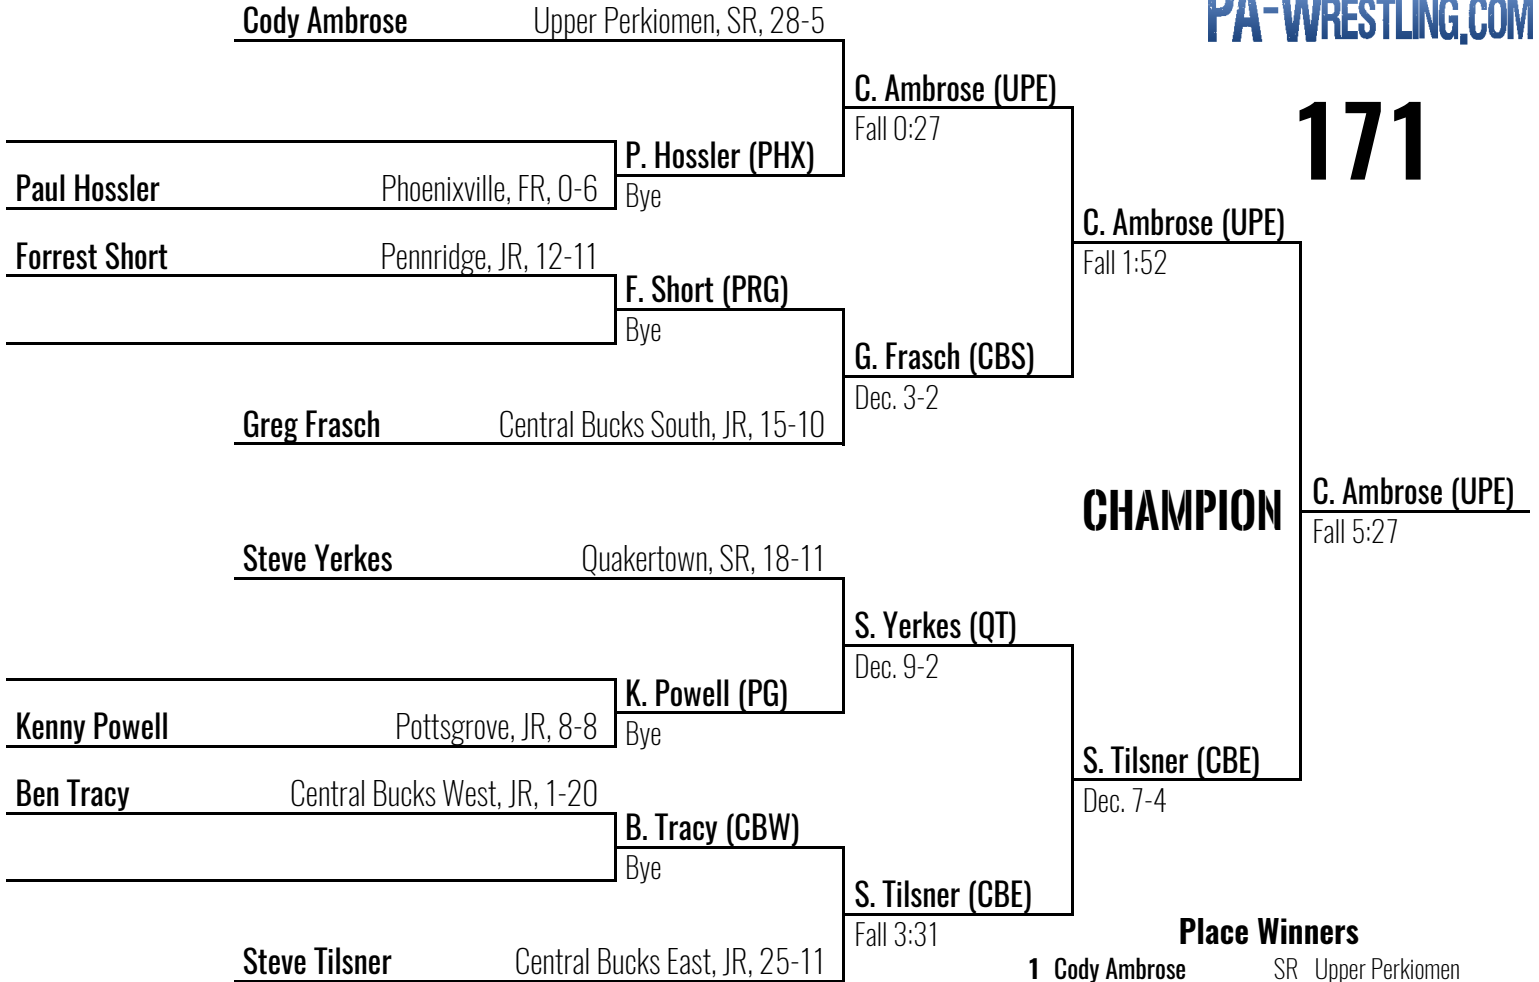 Cody Ambrose Upper Perkiomen, SR, 28-5
PA-WRESTLING.COM
C. Ambrose (UPE)
Fall 0:27
171
P. Hossler (PHX)
Paul Hossler Phoenixville, FR, 0-6
Bye
C. Ambrose (UPE)
Fall 1:52
Forrest Short Pennridge, JR, 12-11
F. Short (PRG)
Bye
G. Frasch (CBS)
Dec. 3-2
Greg Frasch Central Bucks South, JR, 15-10
CHAMPION
C. Ambrose (UPE)
Fall 5:27
Steve Yerkes Quakertown, SR, 18-11
S. Yerkes (QT)
Dec. 9-2
K. Powell (PG)
Kenny Powell Pottsgrove, JR, 8-8
Bye
S. Tilsner (CBE)
Dec. 7-4
Ben Tracy Central Bucks West, JR, 1-20
B. Tracy (CBW)
Bye
S. Tilsner (CBE)
Fall 3:31
Steve Tilsner Central Bucks East, JR, 25-11
Place Winners
1 Cody Ambrose SR Upper Perkiomen